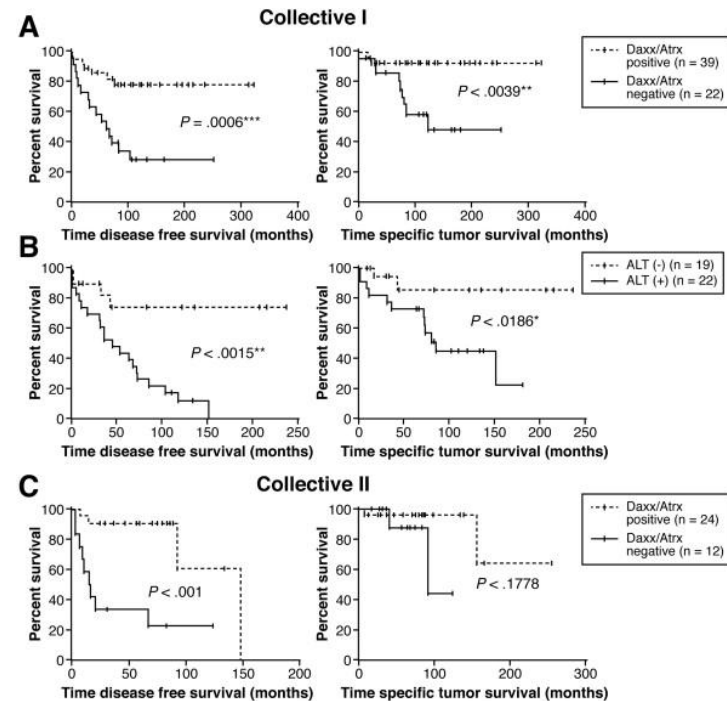 A
Collective I
Percent survival
100
80
60
40
20
0
P = .0006***
0 100 200 300 400
Time disease free survival (months)
Percent survival
100
80
60
40
20
0
P < .0039**
0 100 200 300 400
Time specific tumor survival (months)
Daxx/Atrx
positive (n = 39)
Daxx/Atrx
negative (n = 22)
B
Percent survival
100
80
60
40
20
0
P < .0015**
0 50 100 150 200 250
Time disease free survival (months)
Percent survival
100
80
60
40
20
0
P < .0186*
0 50 100 150 200 250
Time specific tumor survival (months)
ALT (-) (n = 19)
ALT (+) (n = 22)
C
Collective II
Percent survival
100
80
60
40
20
0
P < .001
0 50 100 150 200
Time disease free survival (months)
Percent survival
100
80
60
40
20
0
P < .1778
0 100 200 300
Time specific tumor survival (months)
Daxx/Atrx
positive (n = 24)
Daxx/Atrx
negative (n = 12)